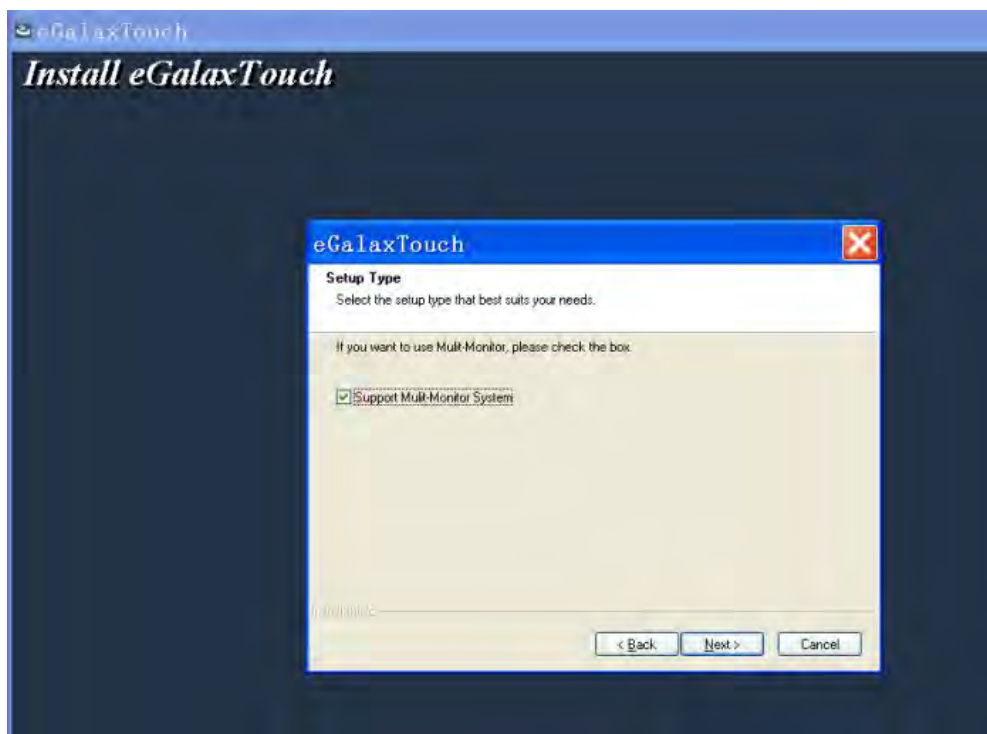 eGalaxTouch
Install eGalaxTouch
eGalaxTouch
Setup Type
Select the setup type that best suits your needs.
If you want to use Mulit-Monitor, please check the box
Support Mulit-Monitor System
< Back
Next >
Cancel